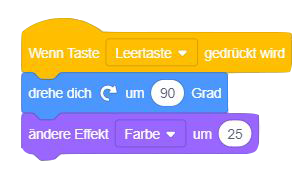 Wenn Taste Leertaste gedrückt wird
drehe dich um 90 Grad
ändere Effekt Farbe um 25